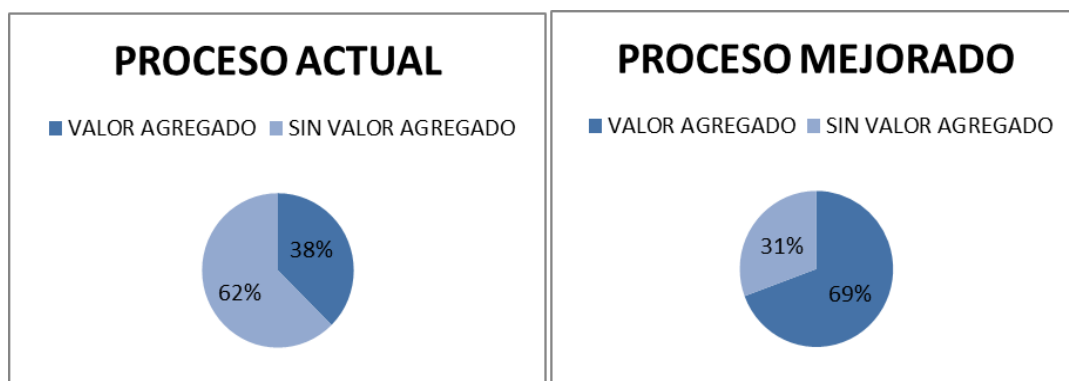 PROCESO ACTUAL
VALOR AGREGADO SIN VALOR AGREGADO
38%
62%
PROCESO MEJORADO
VALOR AGREGADO SIN VALOR AGREGADO
31%
69%